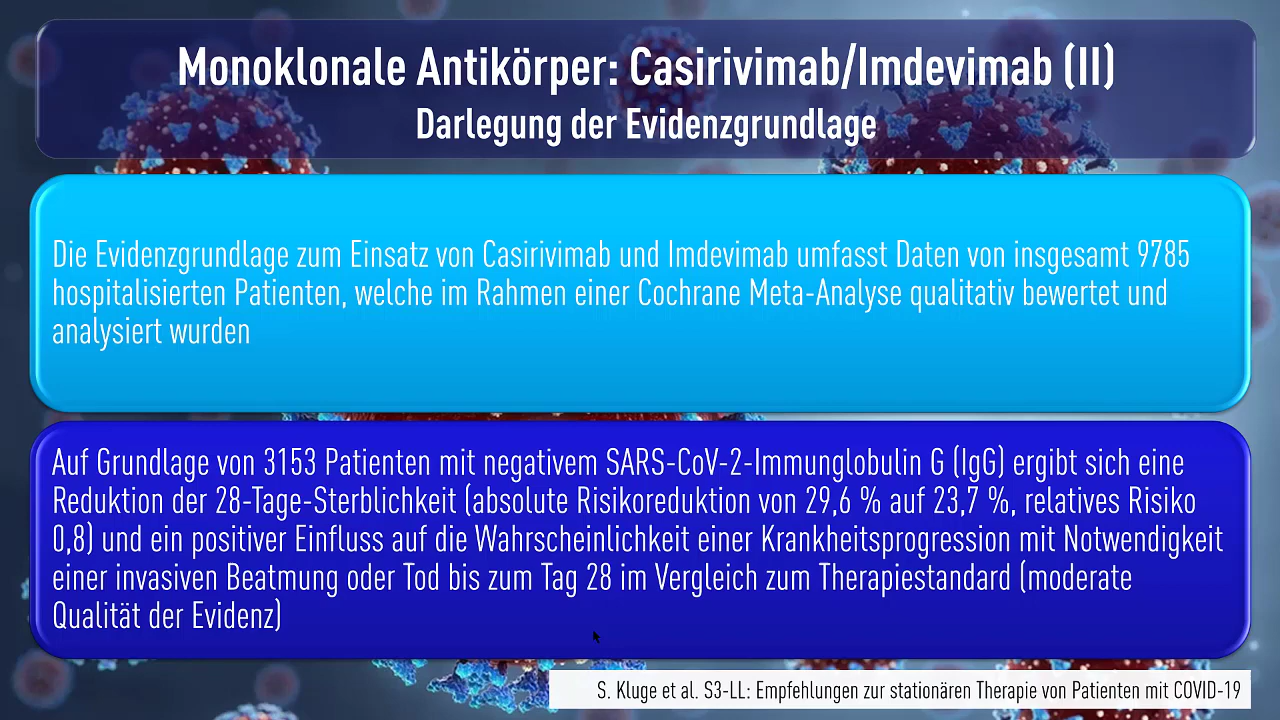 Monoklonale Antikörper: Casirivimab/Imdevimab (II)
Darlegung der Evidenzgrundlage
Die Evidenzgrundlage zum Einsatz von Casirivimab und Imdevimab umfasst Daten von insgesamt 9785
hospitalisierten Patienten, welche im Rahmen einer Cochrane Meta-Analyse qualitativ bewertet und
analysiert wurden
Auf Grundlage von 3153 Patienten mit negativem SARS-CoV-2-Immunglobulin G (IgG) ergibt sich eine
Reduktion der 28-Tage-Sterblichkeit (absolute Risikoreduktion von 29,6 % auf 23,7 %, relatives Risiko
0,8) und ein positiver Einfluss auf die Wahrscheinlichkeit einer Krankheitsprogression mit Notwendigkeit
einer invasiven Beatmung oder Tod bis zum Tag 28 im Vergleich zum Therapiestandard (moderate
Qualität der Evidenz)
S. Kluge et al. S3-LL: Empfehlungen zur stationären Therapie von Patienten mit COVID-19